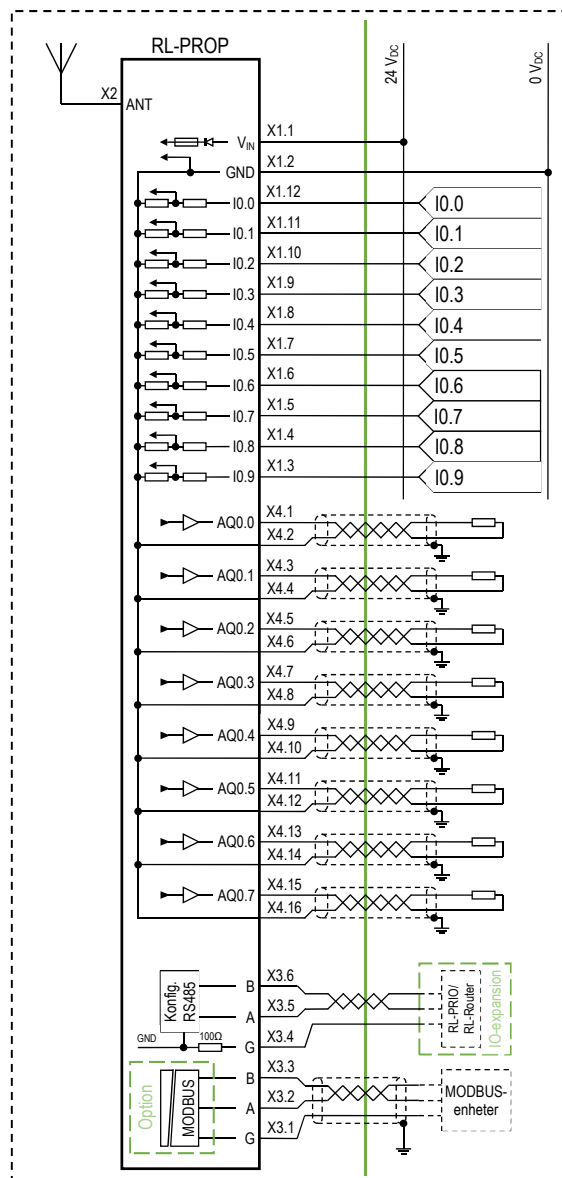 RL-PROP
24 VDC
0 VDC
X2
ANT
VIN X1.1
GND X1.2
I0.0 X1.12 I0.0
I0.1 X1.11 I0.1
I0.2 X1.10 I0.2
I0.3 X1.9 I0.3
I0.4 X1.8 I0.4
I0.5 X1.7 I0.5
I0.6 X1.6 I0.6
I0.7 X1.5 I0.7
I0.8 X1.4 I0.8
I0.9 X1.3 I0.9
AQ0.0 X4.1
X4.2
AQ0.1 X4.3
X4.4
AQ0.2 X4.5
X4.6
AQ0.3 X4.7
X4.8
AQ0.4 X4.9
X4.10
AQ0.5 X4.11
X4.12
AQ0.6 X4.13
X4.14
AQ0.7 X4.15
X4.16
Konfig.
RS485
B X3.6
A X3.5
G X3.4
GND
100Ω
RL-PRIO/
RL-Router
IO-expansion
Option
MODBUS
B X3.3
A X3.2
G X3.1
MODBUS-
enheter